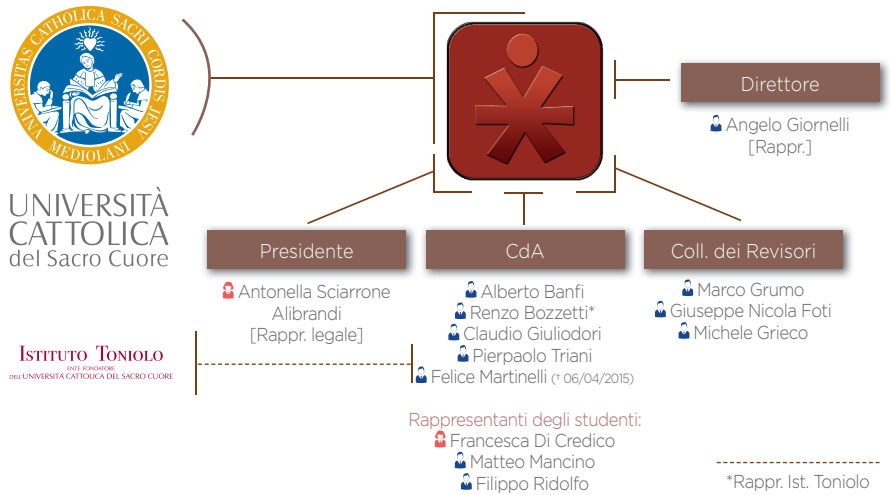 UNIVERSITAS CATHOLICA SACRI CORDIS JESV
MEDIOLANI
UNIVERSITÀ
CATTOLICA
del Sacro Cuore
Direttore
Angelo Giornelli
[Rappr.]
Presidente
Antonella Sciarrone
Alibrandi
[Rappr. legale]
CdA
Alberto Banfi
Renzo Bozzetti*
Claudio Giuliodori
Pierpaolo Triani
Felice Martinelli († 06/04/2015)
Rappresentanti degli studenti:
Francesca Di Credico
Matteo Mancino
Filippo Ridolfo
Coll. dei Revisori
Marco Grumo
Giuseppe Nicola Foti
Michele Grieco
ISTITUTO TONIOLO
ENTE FONDATORE
DELL'UNIVERSITÀ CATTOLICA DEL SACRO CUORE
*Rappr. Ist. Toniolo